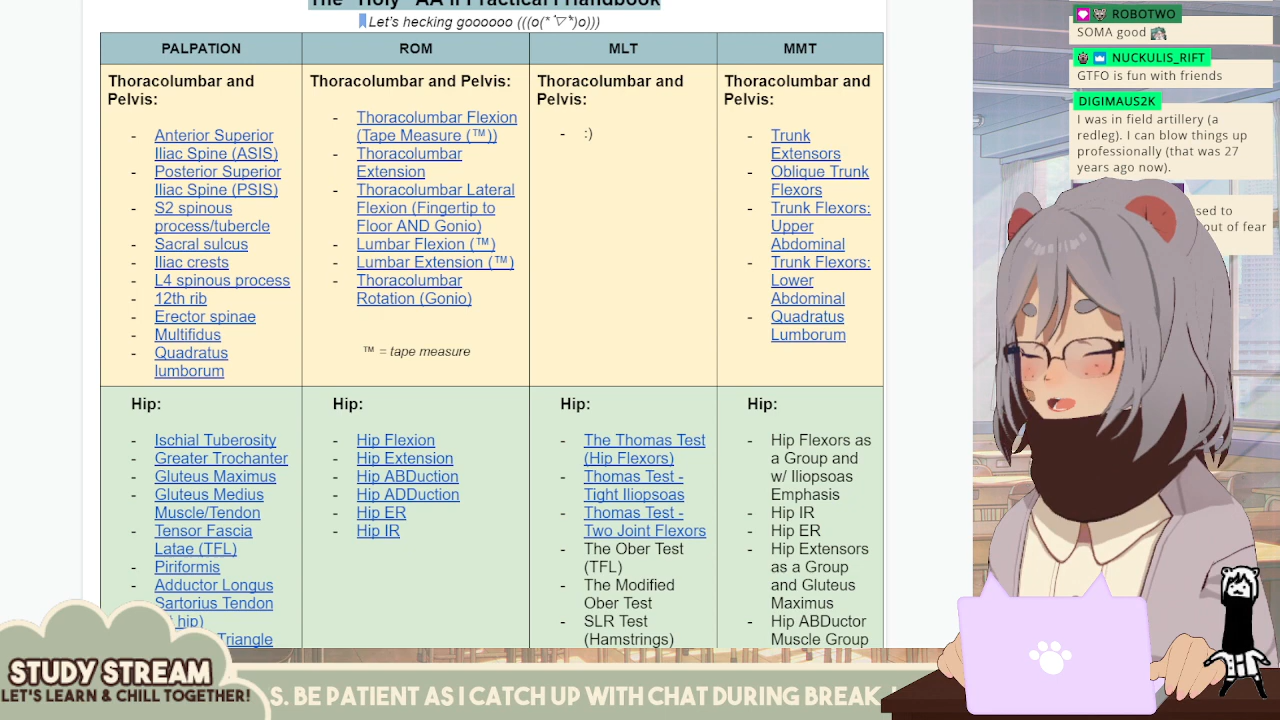 The "Holy" AA II Practical Handbook
Let's hecking goooooo (((o(*ﾟ▽ﾟ*)o)))
PALPATION
ROM
MLT
MMT
Thoracolumbar and
Pelvis:
- Anterior Superior
Iliac Spine (ASIS)
- Posterior Superior
Iliac Spine (PSIS)
- S2 spinous
process/tubercle
- Sacral sulcus
- Iliac crests
- L4 spinous process
- 12th rib
- Erector spinae
- Multifidus
- Quadratus
lumborum
Thoracolumbar and Pelvis:
- Thoracolumbar Flexion
(Tape Measure (™))
- Thoracolumbar
Extension
- Thoracolumbar Lateral
Flexion (Fingertip to
Floor AND Gonio)
- Lumbar Flexion (™)
- Lumbar Extension (™)
- Thoracolumbar
Rotation (Gonio)
™ = tape measure
Thoracolumbar and
Pelvis:
- :)
Thoracolumbar and
Pelvis:
- Trunk
Extensors
- Oblique Trunk
Flexors
- Trunk Flexors:
Upper
Abdominal
- Trunk Flexors:
Lower
Abdominal
- Quadratus
Lumborum
Hip:
- Ischial Tuberosity
- Greater Trochanter
- Gluteus Maximus
- Gluteus Medius
Muscle/Tendon
- Tensor Fascia
Latae (TFL)
- Piriformis
- Adductor Longus
Sartorius Tendon
hip)
Triangle
Hip:
- Hip Flexion
- Hip Extension
- Hip ABDuction
- Hip ADDuction
- Hip ER
- Hip IR
Hip:
- The Thomas Test
(Hip Flexors)
- Thomas Test -
Tight Iliopsoas
- Thomas Test -
Two Joint Flexors
- The Ober Test
(TFL)
- The Modified
Ober Test
- SLR Test
(Hamstrings)
Hip:
- Hip Flexors as
a Group and
w/ Iliopsoas
Emphasis
- Hip IR
- Hip ER
- Hip Extensors
as a Group
and Gluteus
Maximus
- Hip ABDuctor
Muscle Group
ROBOTWO
SOMA good
NUCKULIS_RIFT
GTFO is fun with friends
DIGIMAUS2K
I was in field artillery (a
redleg). I can blow things up
professionally (that was 27
years ago now).
sed to
out of fear
STUDY STREAM
LET'S LEARN & CHILL TOGETHER!
S. BE PATIENT AS I CATCH UP WITH CHAT DURING BREAK